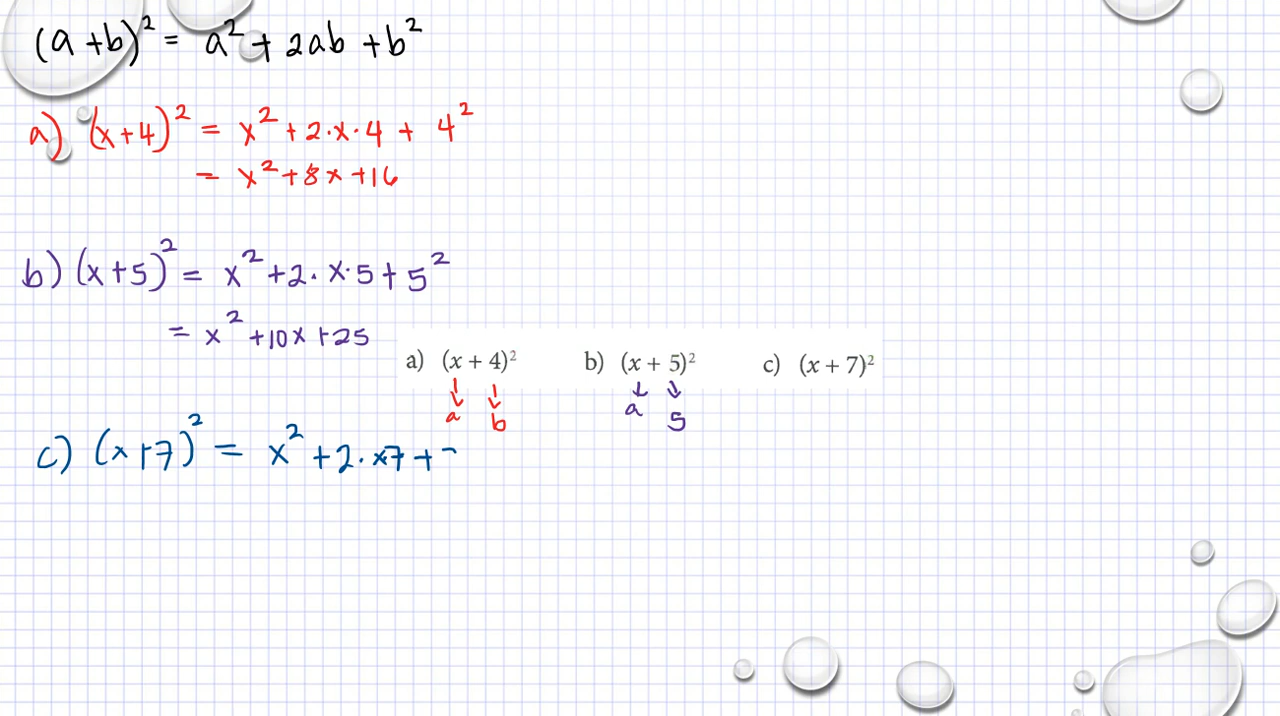 (a+b)² = a² + 2ab + b²
a) (x+4)² = x² + 2·x·4 + 4²
= x² + 8x + 16
b) (x+5)² = x² + 2·x·5 + 5²
= x² + 10x + 25
a) (x + 4)² b) (x + 5)² c) (x + 7)²
a b a 5
c) (x+7)² = x² + 2·x7 +